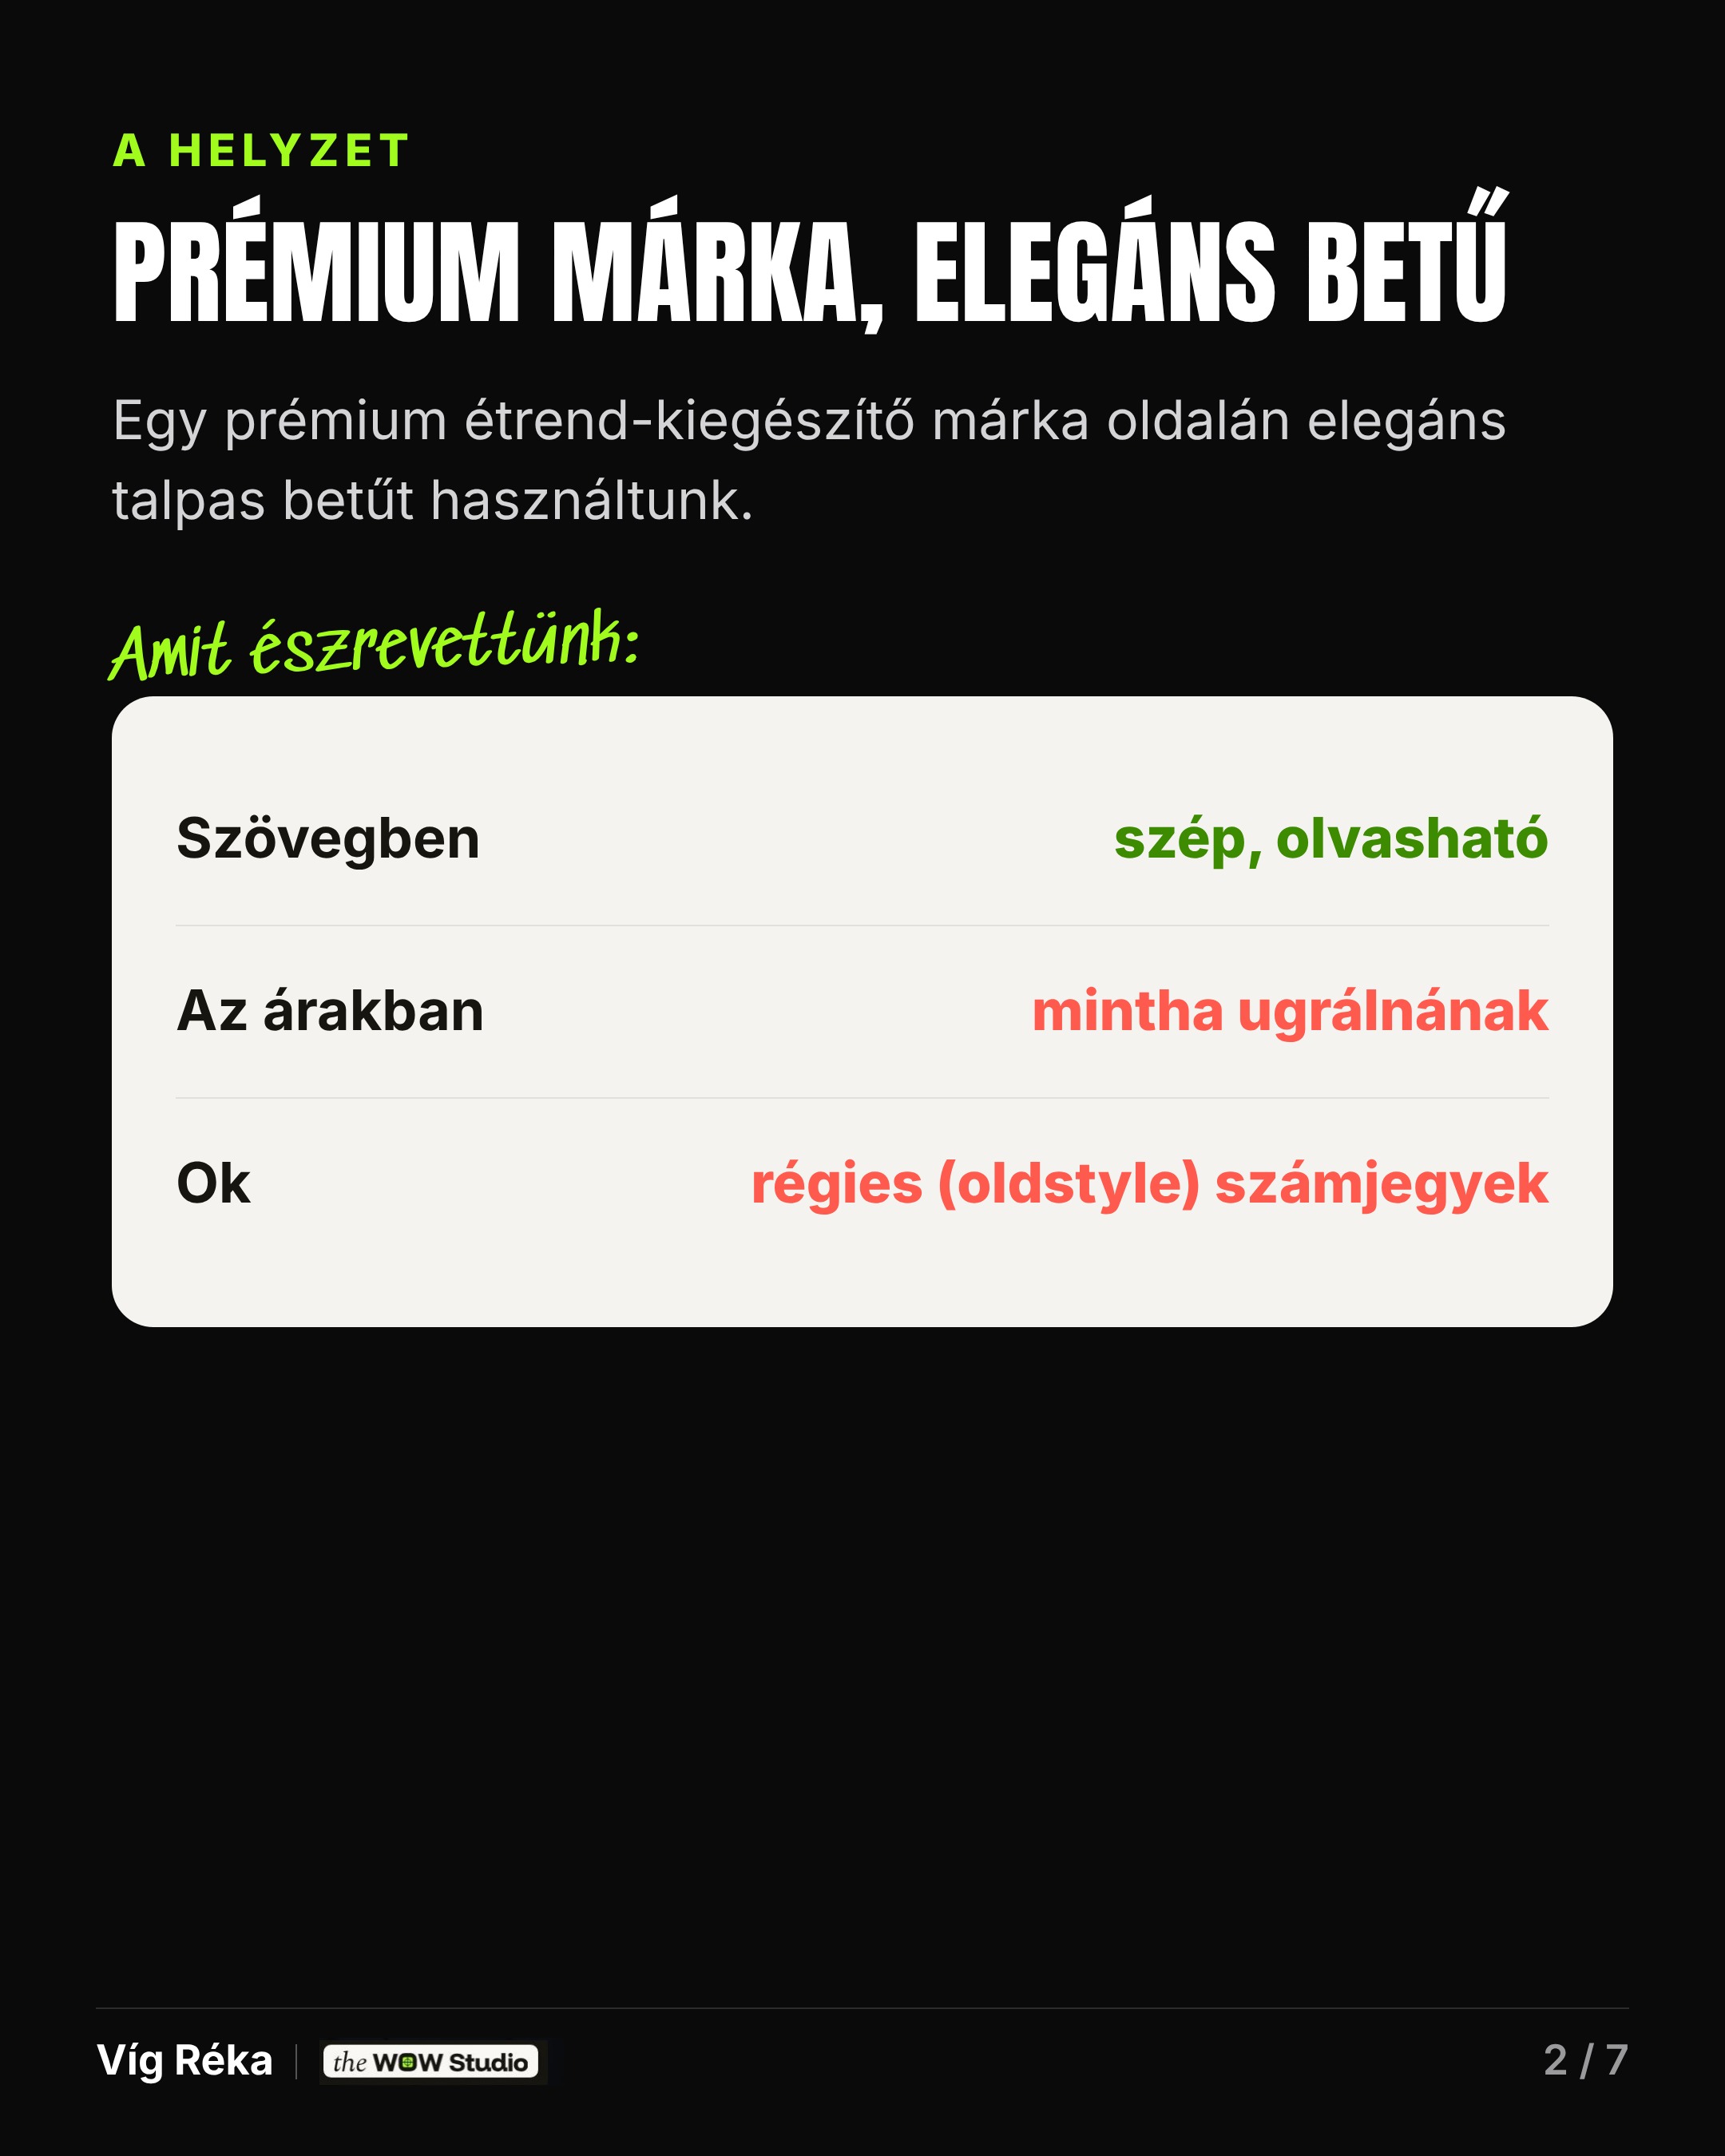 A HELYZET
PRÉMIUM MÁRKA, ELEGÁNS BETŰ
Egy prémium étrend-kiegészítő márka oldalán elegáns
talpas betűt használtunk.
Amit észrevettünk:
Szövegben szép, olvasható
Az árakban mintha ugrálnának
Ok régies (oldstyle) számjegyek
Víg Réka the WOW Studio 2 / 7